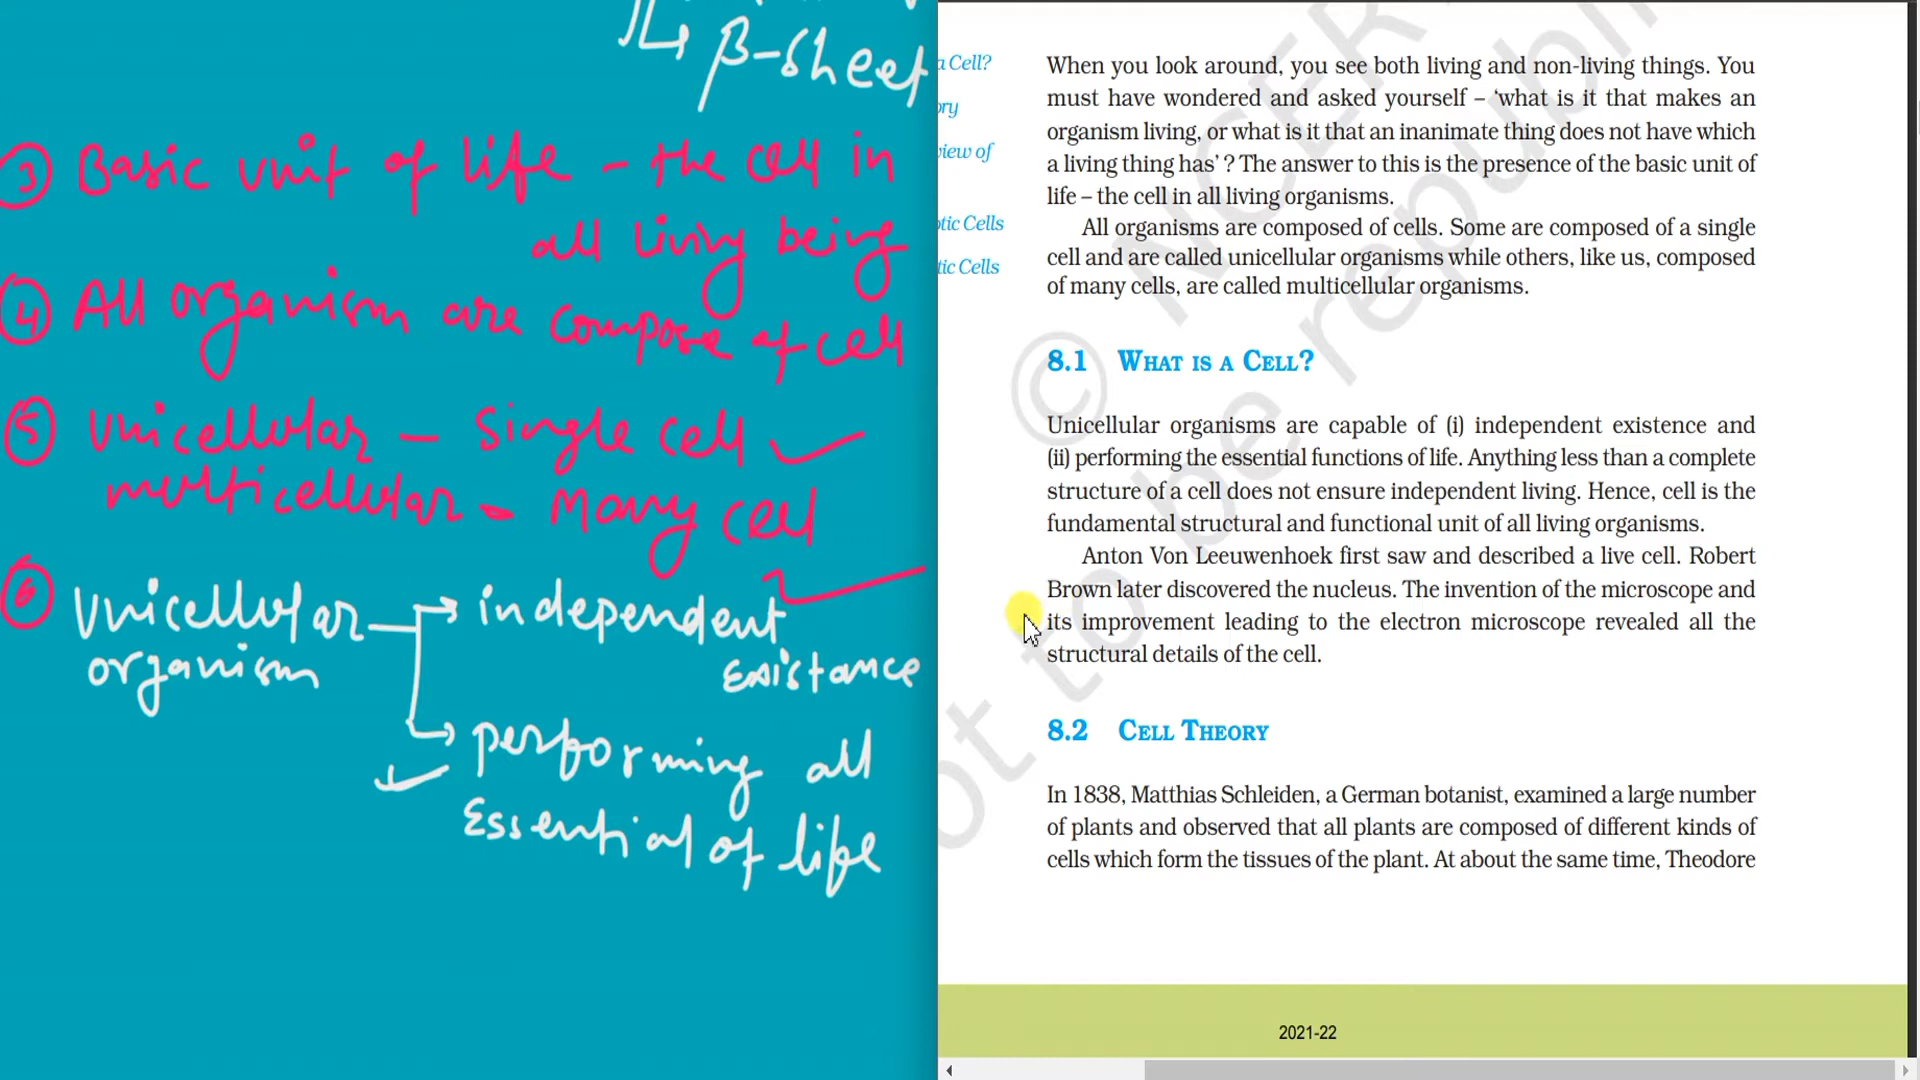 β-sheet
③ Basic unit of life - the cell in
all living being
④ All organism are compose of cell
⑤ Unicellular - single cell
multicellular - Many cell
⑥ Unicellular organism
independent existance
performing all
Essential of life
a Cell?
ory
view of
otic Cells
tic Cells
When you look around, you see both living and non-living things. You
must have wondered and asked yourself – ‘what is it that makes an
organism living, or what is it that an inanimate thing does not have which
a living thing has’ ? The answer to this is the presence of the basic unit of
life – the cell in all living organisms.
All organisms are composed of cells. Some are composed of a single
cell and are called unicellular organisms while others, like us, composed
of many cells, are called multicellular organisms.
8.1 WHAT IS A CELL?
Unicellular organisms are capable of (i) independent existence and
(ii) performing the essential functions of life. Anything less than a complete
structure of a cell does not ensure independent living. Hence, cell is the
fundamental structural and functional unit of all living organisms.
Anton Von Leeuwenhoek first saw and described a live cell. Robert
Brown later discovered the nucleus. The invention of the microscope and
its improvement leading to the electron microscope revealed all the
structural details of the cell.
8.2 CELL THEORY
In 1838, Matthias Schleiden, a German botanist, examined a large number
of plants and observed that all plants are composed of different kinds of
cells which form the tissues of the plant. At about the same time, Theodore
© NCER
ot to be republi
2021-22